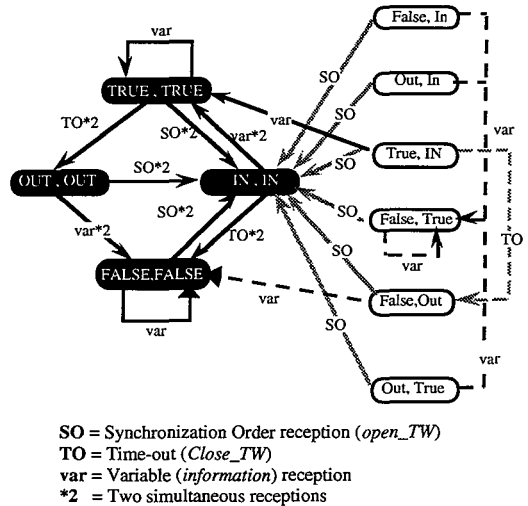 var
False, In
TRUE , TRUE
SO
Out, In
SO
TO*2
SO*2
var*2
var
var
SO
True, IN
OUT , OUT
SO*2
IN , IN
SO*2
SO
False, True
var*2
TO*2
var
TO
FALSE,FALSE
var
SO
False,Out
var
SO
var
Out, True
SO = Synchronization Order reception (open_TW)
TO = Time-out (Close_TW)
var = Variable (information) reception
*2 = Two simultaneous receptions